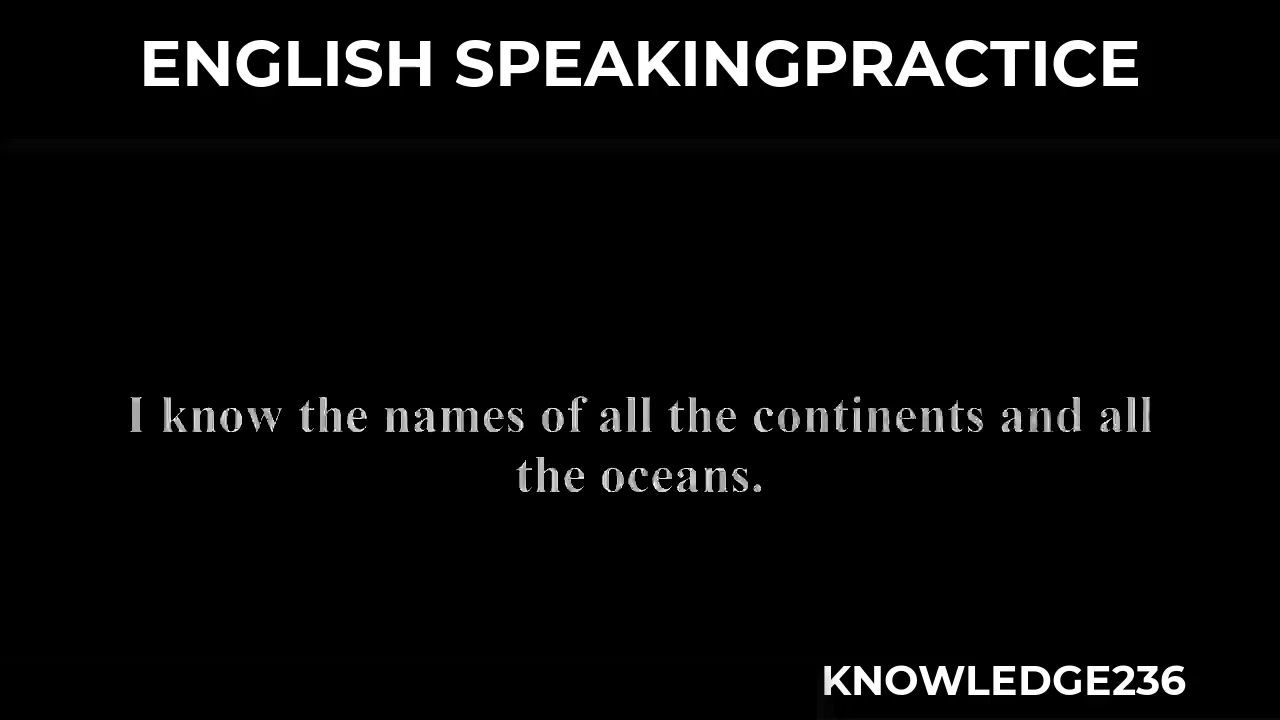 ENGLISH SPEAKINGPRACTICE
I know the names of all the continents and all
the oceans.
KNOWLEDGE236